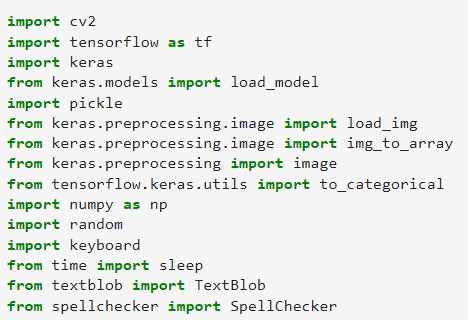 import cv2
import tensorflow as tf
import keras
from keras.models import load_model
import pickle
from keras.preprocessing.image import load_img
from keras.preprocessing.image import img_to_array
from keras.preprocessing import image
from tensorflow.keras.utils import to_categorical
import numpy as np
import random
import keyboard
from time import sleep
from textblob import TextBlob
from spellchecker import SpellChecker